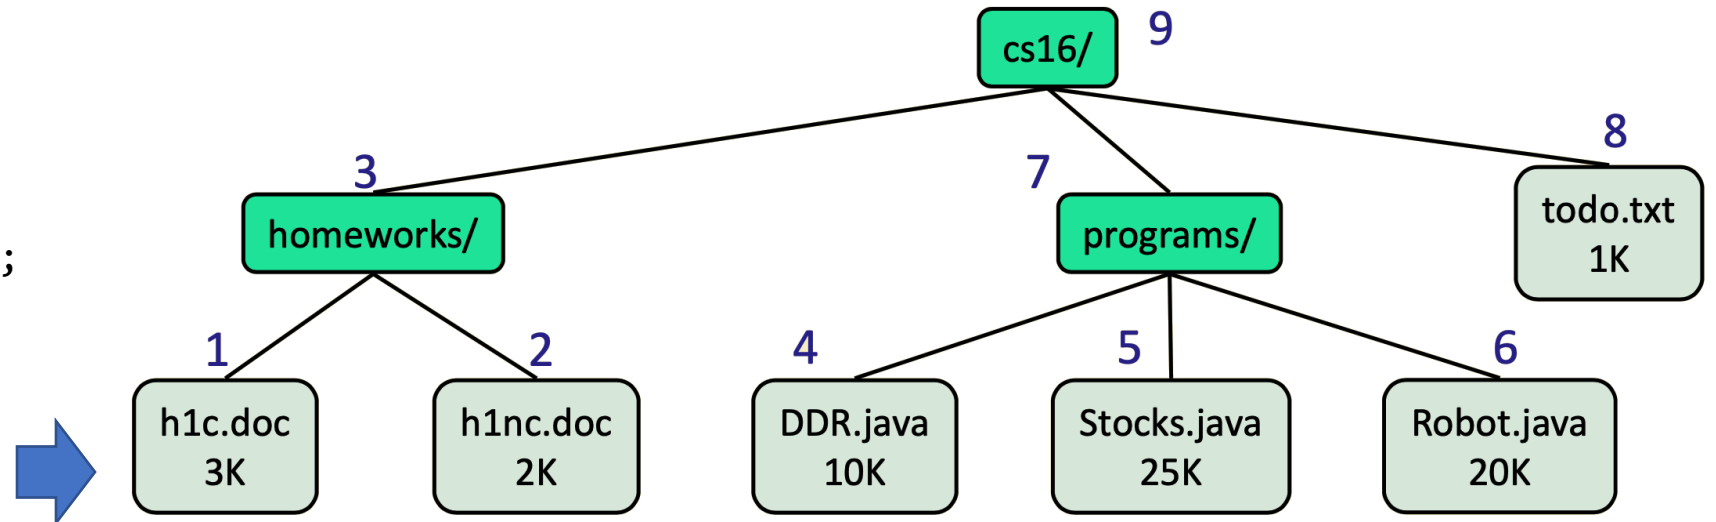 cs16/
9
8
3
7
homeworks/
programs/
todo.txt
1K
;
1
2
4
5
6
h1c.doc
3K
h1nc.doc
2K
DDR.java
10K
Stocks.java
25K
Robot.java
20K